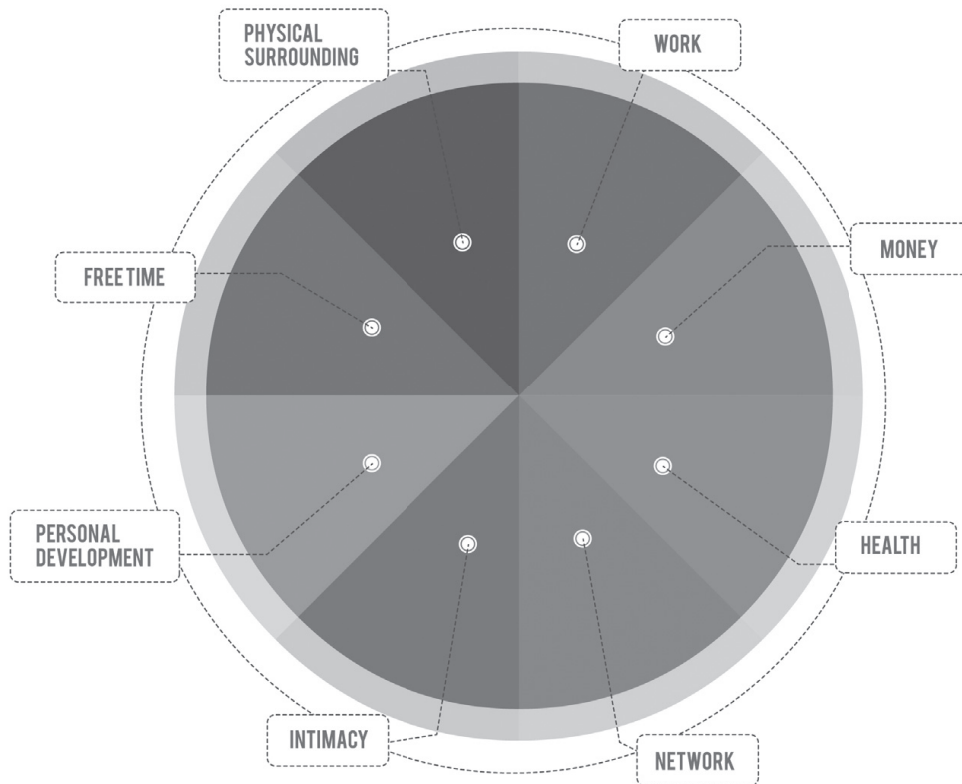 PHYSICAL
SURROUNDING
WORK
FREE TIME
MONEY
PERSONAL
DEVELOPMENT
HEALTH
INTIMACY
NETWORK